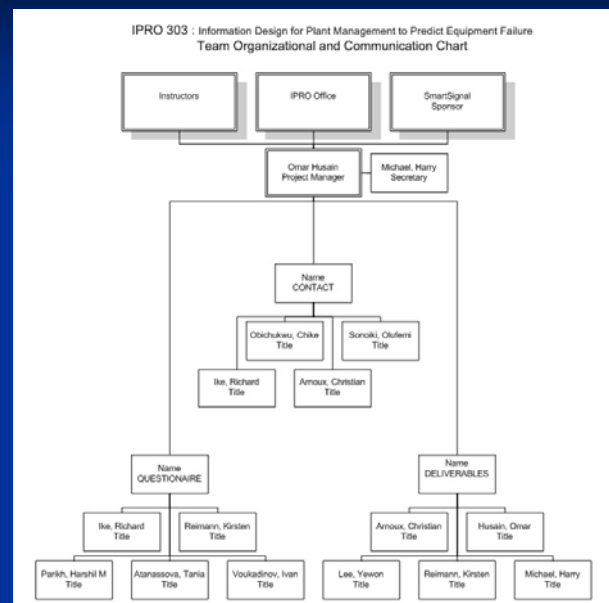 IPRO 303 : Information Design for Plant Management to Predict Equipment Failure
Team Organizational and Communication Chart
Instructors
IPRO Office
SmartSignal
Sponsor
Omar Husain
Project Manager
Michael, Harry
Secretary
Name
CONTACT
Obichukwu, Chike
Title
Sonoiki, Olufemi
Title
Ike, Richard
Title
Arnoux, Christian
Title
Name
QUESTIONAIRE
Name
DELIVERABLES
Ike, Richard
Title
Reimann, Kirsten
Title
Arnoux, Christian
Title
Husain, Omar
Title
Parikh, Harshil M
Title
Atanassova, Tania
Title
Voukadinov, Ivan
Title
Lee, Yewon
Title
Reimann, Kirsten
Title
Michael, Harry
Title